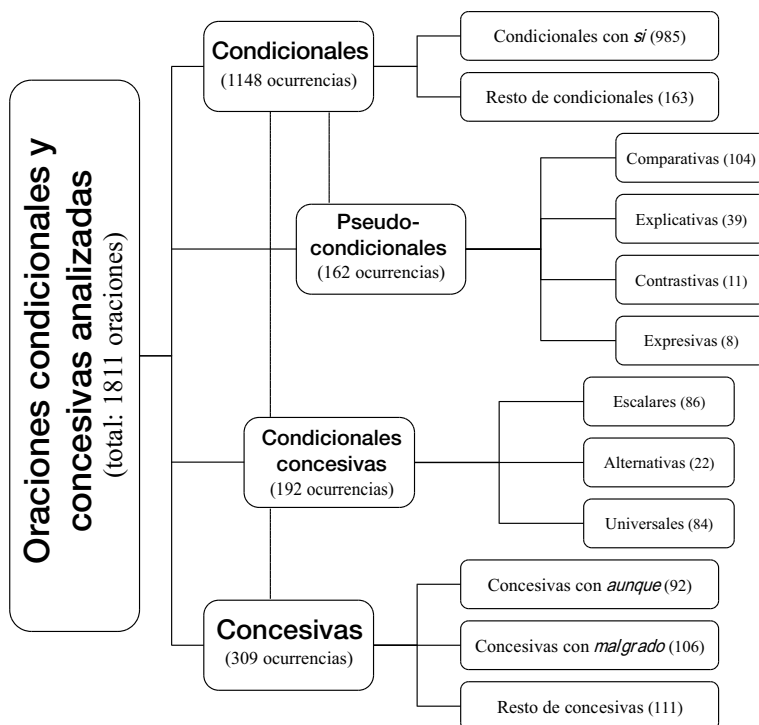 Oraciones condicionales y
concesivas analizadas
(total: 1811 oraciones)
Condicionales
(1148 ocurrencias)
Condicionales con si (985)
Resto de condicionales (163)
Pseudo-
condicionales
(162 ocurrencias)
Comparativas (104)
Explicativas (39)
Contrastivas (11)
Expresivas (8)
Condicionales
concesivas
(192 ocurrencias)
Escalares (86)
Alternativas (22)
Universales (84)
Concesivas
(309 ocurrencias)
Concesivas con aunque (92)
Concesivas con malgrado (106)
Resto de concesivas (111)